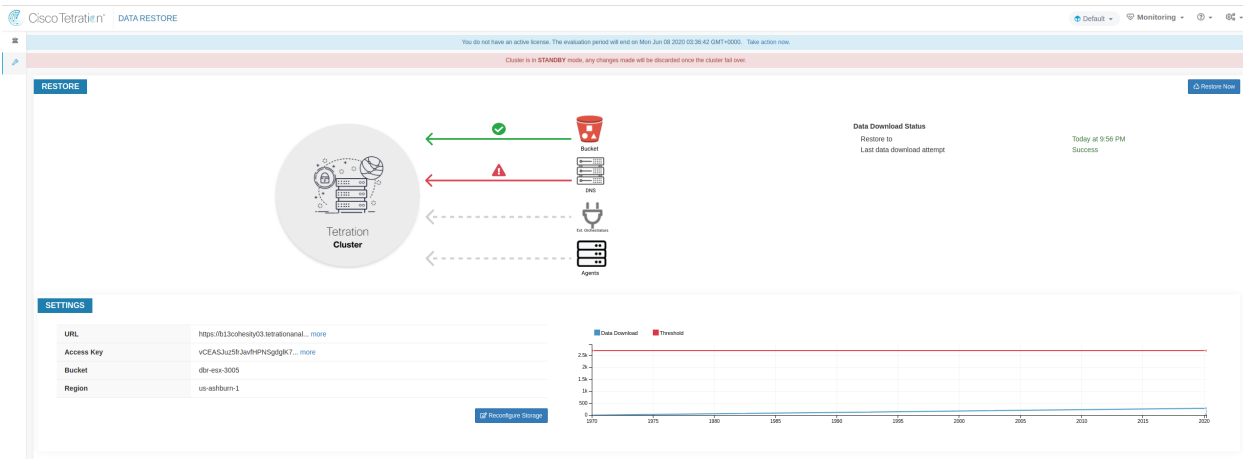 Cisco Tetration DATA RESTORE
Default Monitoring
You do not have an active license. The evaluation period will end on Mon Jun 08 2020 03:36:42 GMT+0000. Take action now.
Cluster is in STANDBY mode, any changes made will be discarded once the cluster fail over.
RESTORE
Restore Now
Bucket
DNS
Ext. Orchestrators
Agents
Tetration
Cluster
Data Download Status
Restore to Today at 9:56 PM
Last data download attempt Success
SETTINGS
URL https://b13cohesity03.tetrationanal... more
Access Key vCEASJuz5frJavfHPNSgdglK7... more
Bucket dbr-esx-3005
Region us-ashburn-1
Reconfigure Storage
Data Download Threshold
2.5k
2k
1.5k
1k
500
0
1970 1975 1980 1985 1990 1995 2000 2005 2010 2015 2020